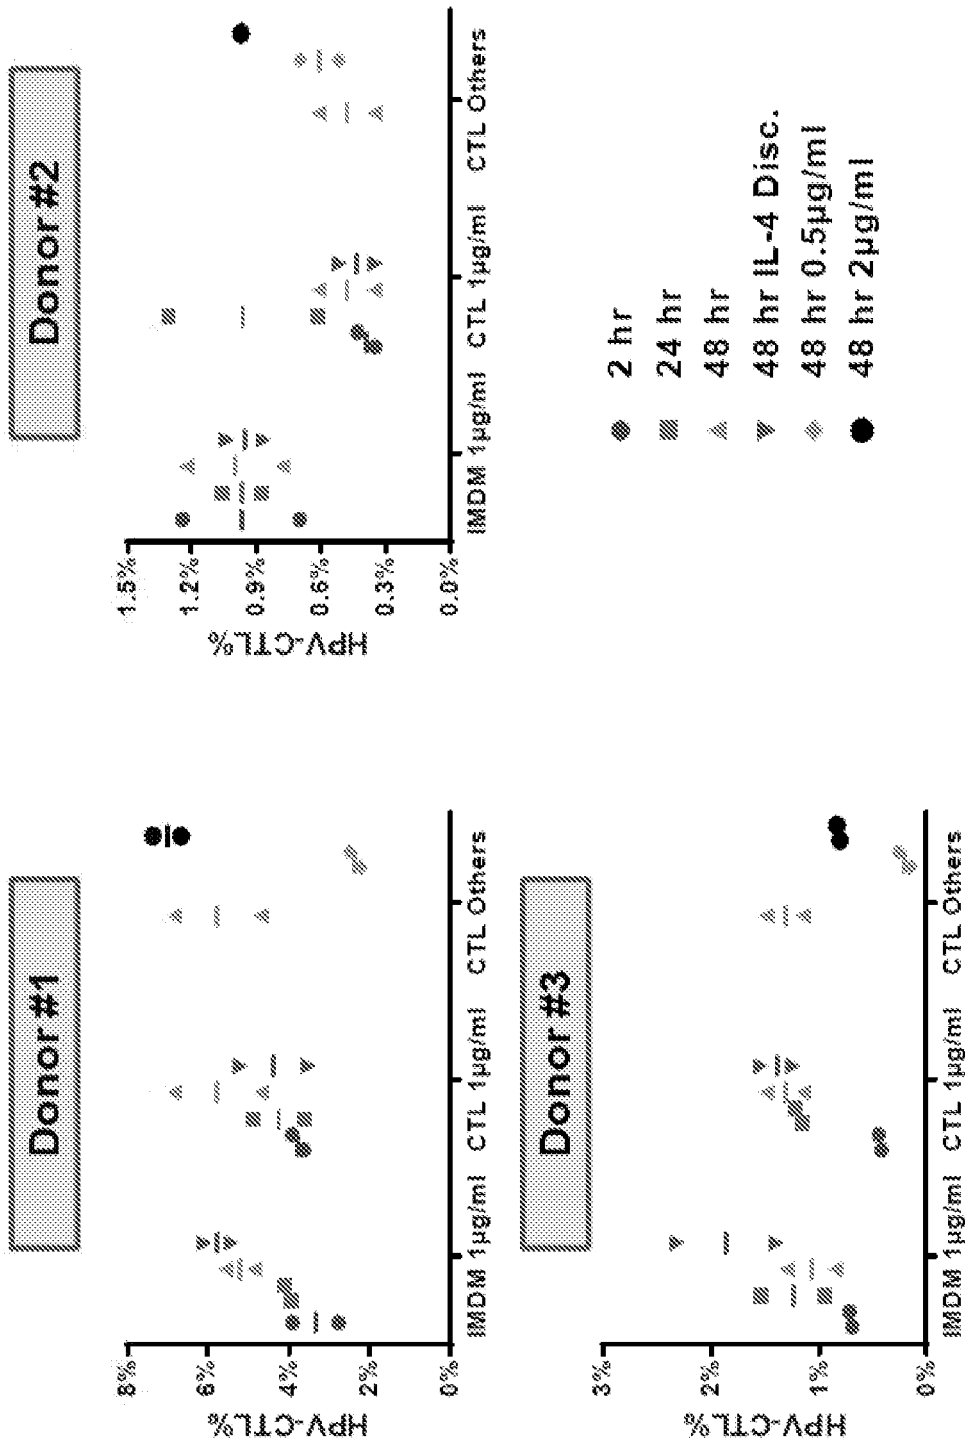 Donor #1
HPV-CTL%
8%
6%
4%
2%
0%
IMDM 1µg/ml CTL 1µg/ml CTL Others
Donor #2
HPV-CTL%
1.5%
1.2%
0.9%
0.6%
0.3%
0.0%
IMDM 1µg/ml CTL 1µg/ml CTL Others
Donor #3
HPV-CTL%
3%
2%
1%
0%
IMDM 1µg/ml CTL 1µg/ml CTL Others
2 hr
24 hr
48 hr
48 hr IL-4 Disc.
48 hr 0.5µg/ml
48 hr 2µg/ml